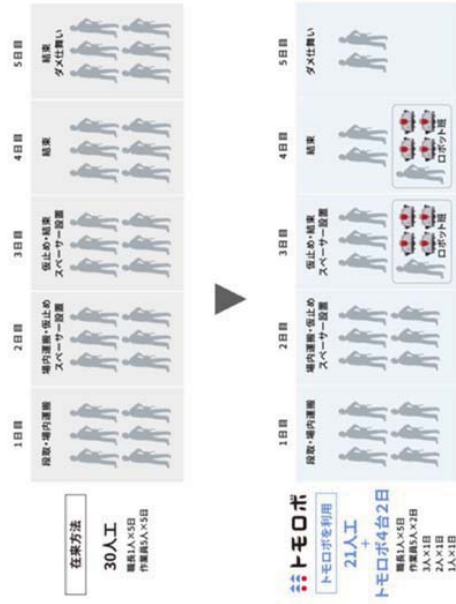 1日目
2日目
3日目
4日目
5日目
在来方法
30人工
職長1人×5日
作業員5人×5日
段取・場内運搬
場内運搬・仮止め
スペーサー設置
仮止め・結束
スペーサー設置
結束
結束
ダメ仕舞い
1日目
2日目
3日目
4日目
5日目
トモロボ
トモロボを利用
21人工
+
トモロボ4台2日
職長1人×5日
作業員5人×2日
3人×1日
2人×1日
1人×1日
段取・場内運搬
場内運搬・仮止め
スペーサー設置
仮止め・結束
スペーサー設置
ロボット班
結束
ロボット班
ダメ仕舞い